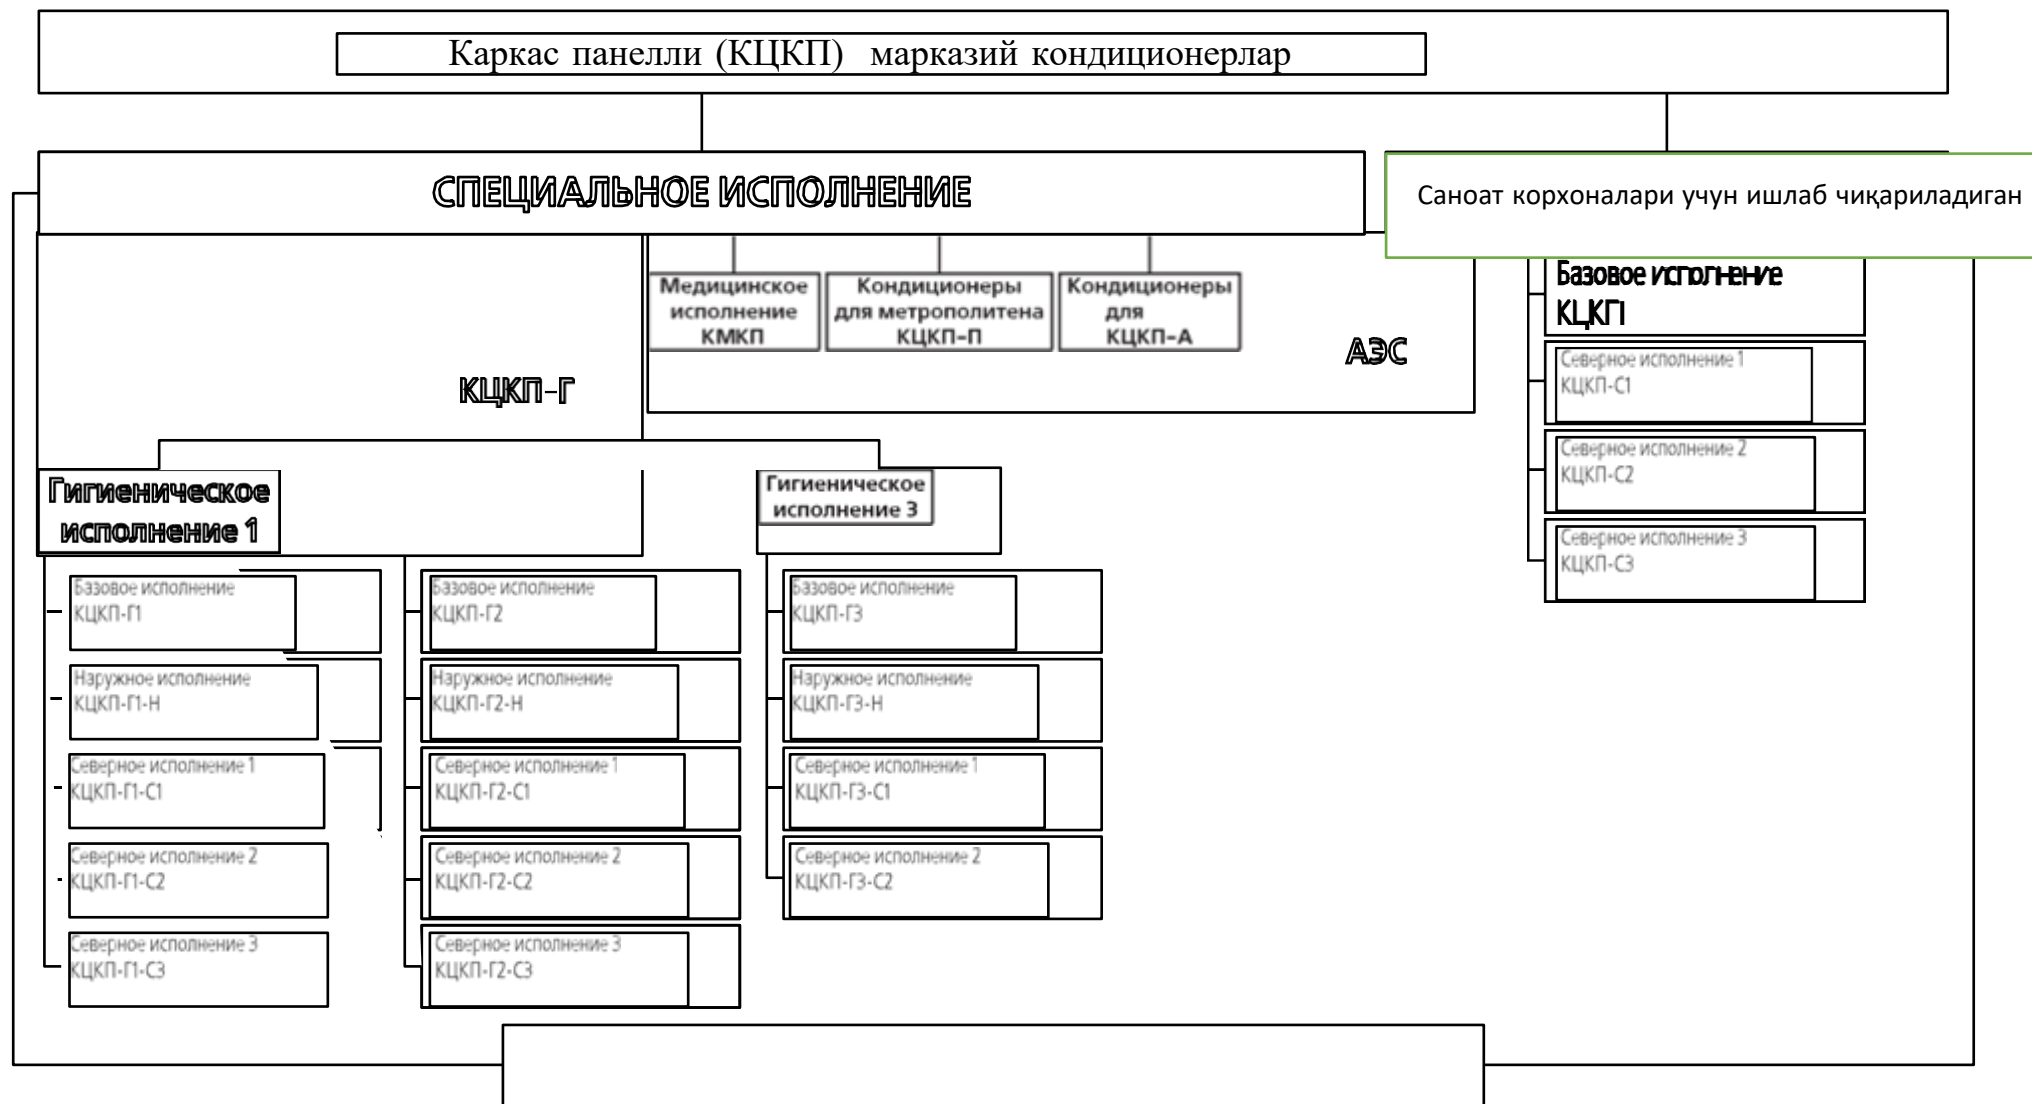 Каркас панелли (КЦКП) марказий кондиционерлар
СПЕЦИАЛЬНОЕ ИСПОЛНЕНИЕ
Саноат корхоналари учун ишлаб чиқариладиган
Медицинское
исполнение
КМКП
Кондиционеры
для метрополитена
КЦКП-П
Кондиционеры
для
КЦКП-А
АЭС
КЦКП-Г
Гигиеническое
исполнение 1
Базовое исполнение
КЦКП-Г1
Наружное исполнение
КЦКП-Г1-Н
Северное исполнение 1
КЦКП-Г1-С1
Северное исполнение 2
КЦКП-Г1-С2
Северное исполнение 3
КЦКП-Г1-С3
Базовое исполнение
КЦКП-Г2
Наружное исполнение
КЦКП-Г2-Н
Северное исполнение 1
КЦКП-Г2-С1
Северное исполнение 2
КЦКП-Г2-С2
Северное исполнение 3
КЦКП-Г2-С3
Гигиеническое
исполнение 3
Базовое исполнение
КЦКП-Г3
Наружное исполнение
КЦКП-Г3-Н
Северное исполнение 1
КЦКП-Г3-С1
Северное исполнение 2
КЦКП-Г3-С2
Базовое исполнение
КЦКП
Северное исполнение 1
КЦКП-С1
Северное исполнение 2
КЦКП-С2
Северное исполнение 3
КЦКП-С3